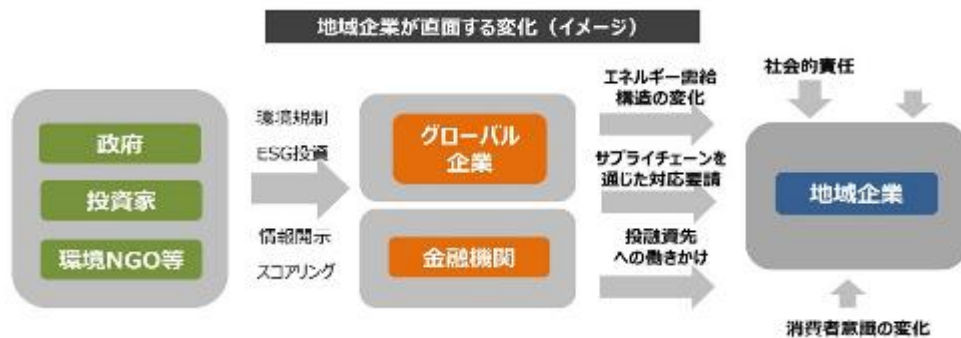 地域企業が直面する変化（イメージ）
政府
投資家
環境NGO等
環境規制
ESG投資
情報開示
スコアリング
グローバル
企業
金融機関
エネルギー需給
構造の変化
サプライチェーンを
通じた対応要請
投融資先
への働きかけ
社会的責任
地域企業
消費者意識の変化